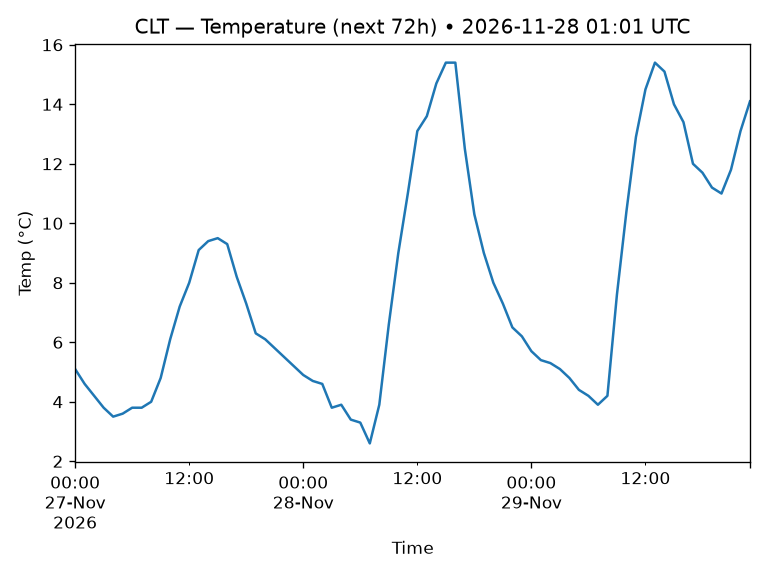 CLT — Temperature (next 72h) • 2026-11-28 01:01 UTC
16
14
12
10
8
6
4
2
Temp (°C)
00:00 12:00 00:00 12:00 00:00 12:00
27-Nov 28-Nov 29-Nov
2026
Time